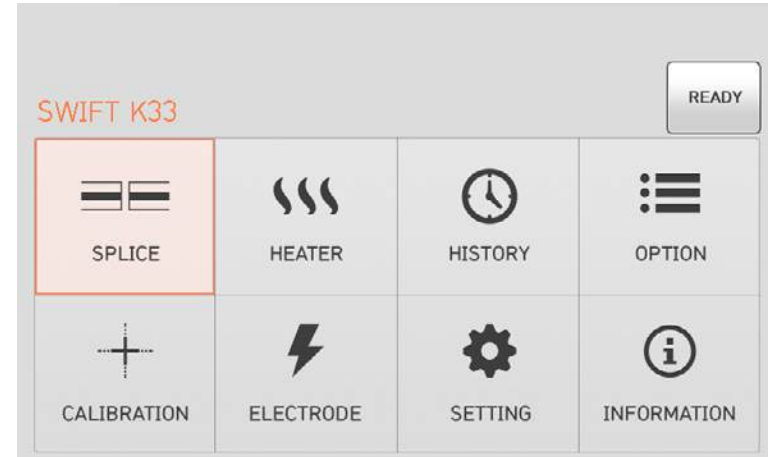 READY
SWIFT K33
SPLICE HEATER HISTORY OPTION
CALIBRATION ELECTRODE SETTING INFORMATION